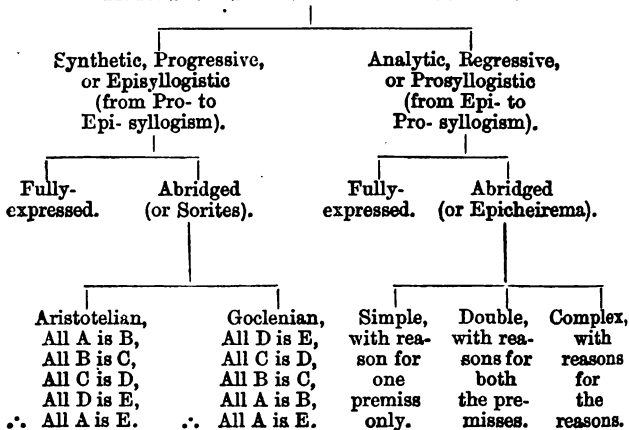 Synthetic, Progressive,
or Episyllogistic
(from Pro- to
Epi- syllogism).
Analytic, Regressive,
or Prosyllogistic
(from Epi- to
Pro- syllogism).
Fully-
expressed.
Abridged
(or Sorites).
Fully-
expressed.
Abridged
(or Epicheirema).
Aristotelian,
All A is B,
All B is C,
All C is D,
All D is E,
∴ All A is E.
Goclenian,
All D is E,
All C is D,
All B is C,
All A is B,
∴ All A is E.
Simple,
with rea-
son for
one
premiss
only.
Double,
with rea-
sons for
both
the pre-
misses.
Complex,
with
reasons
for
the
reasons.